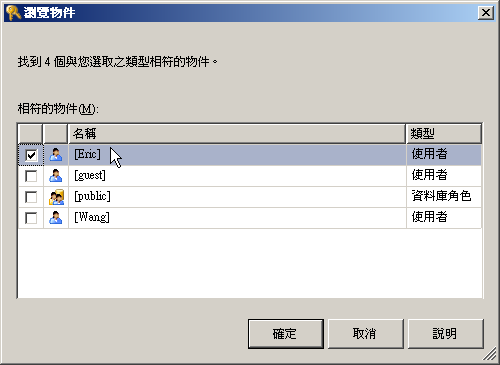 瀏覽物件
找到 4 個與您選取之類型相符的物件。
相符的物件(M):
名稱 類型
[Eric] 使用者
[guest] 使用者
[public] 資料庫角色
[Wang] 使用者
確定 取消 說明